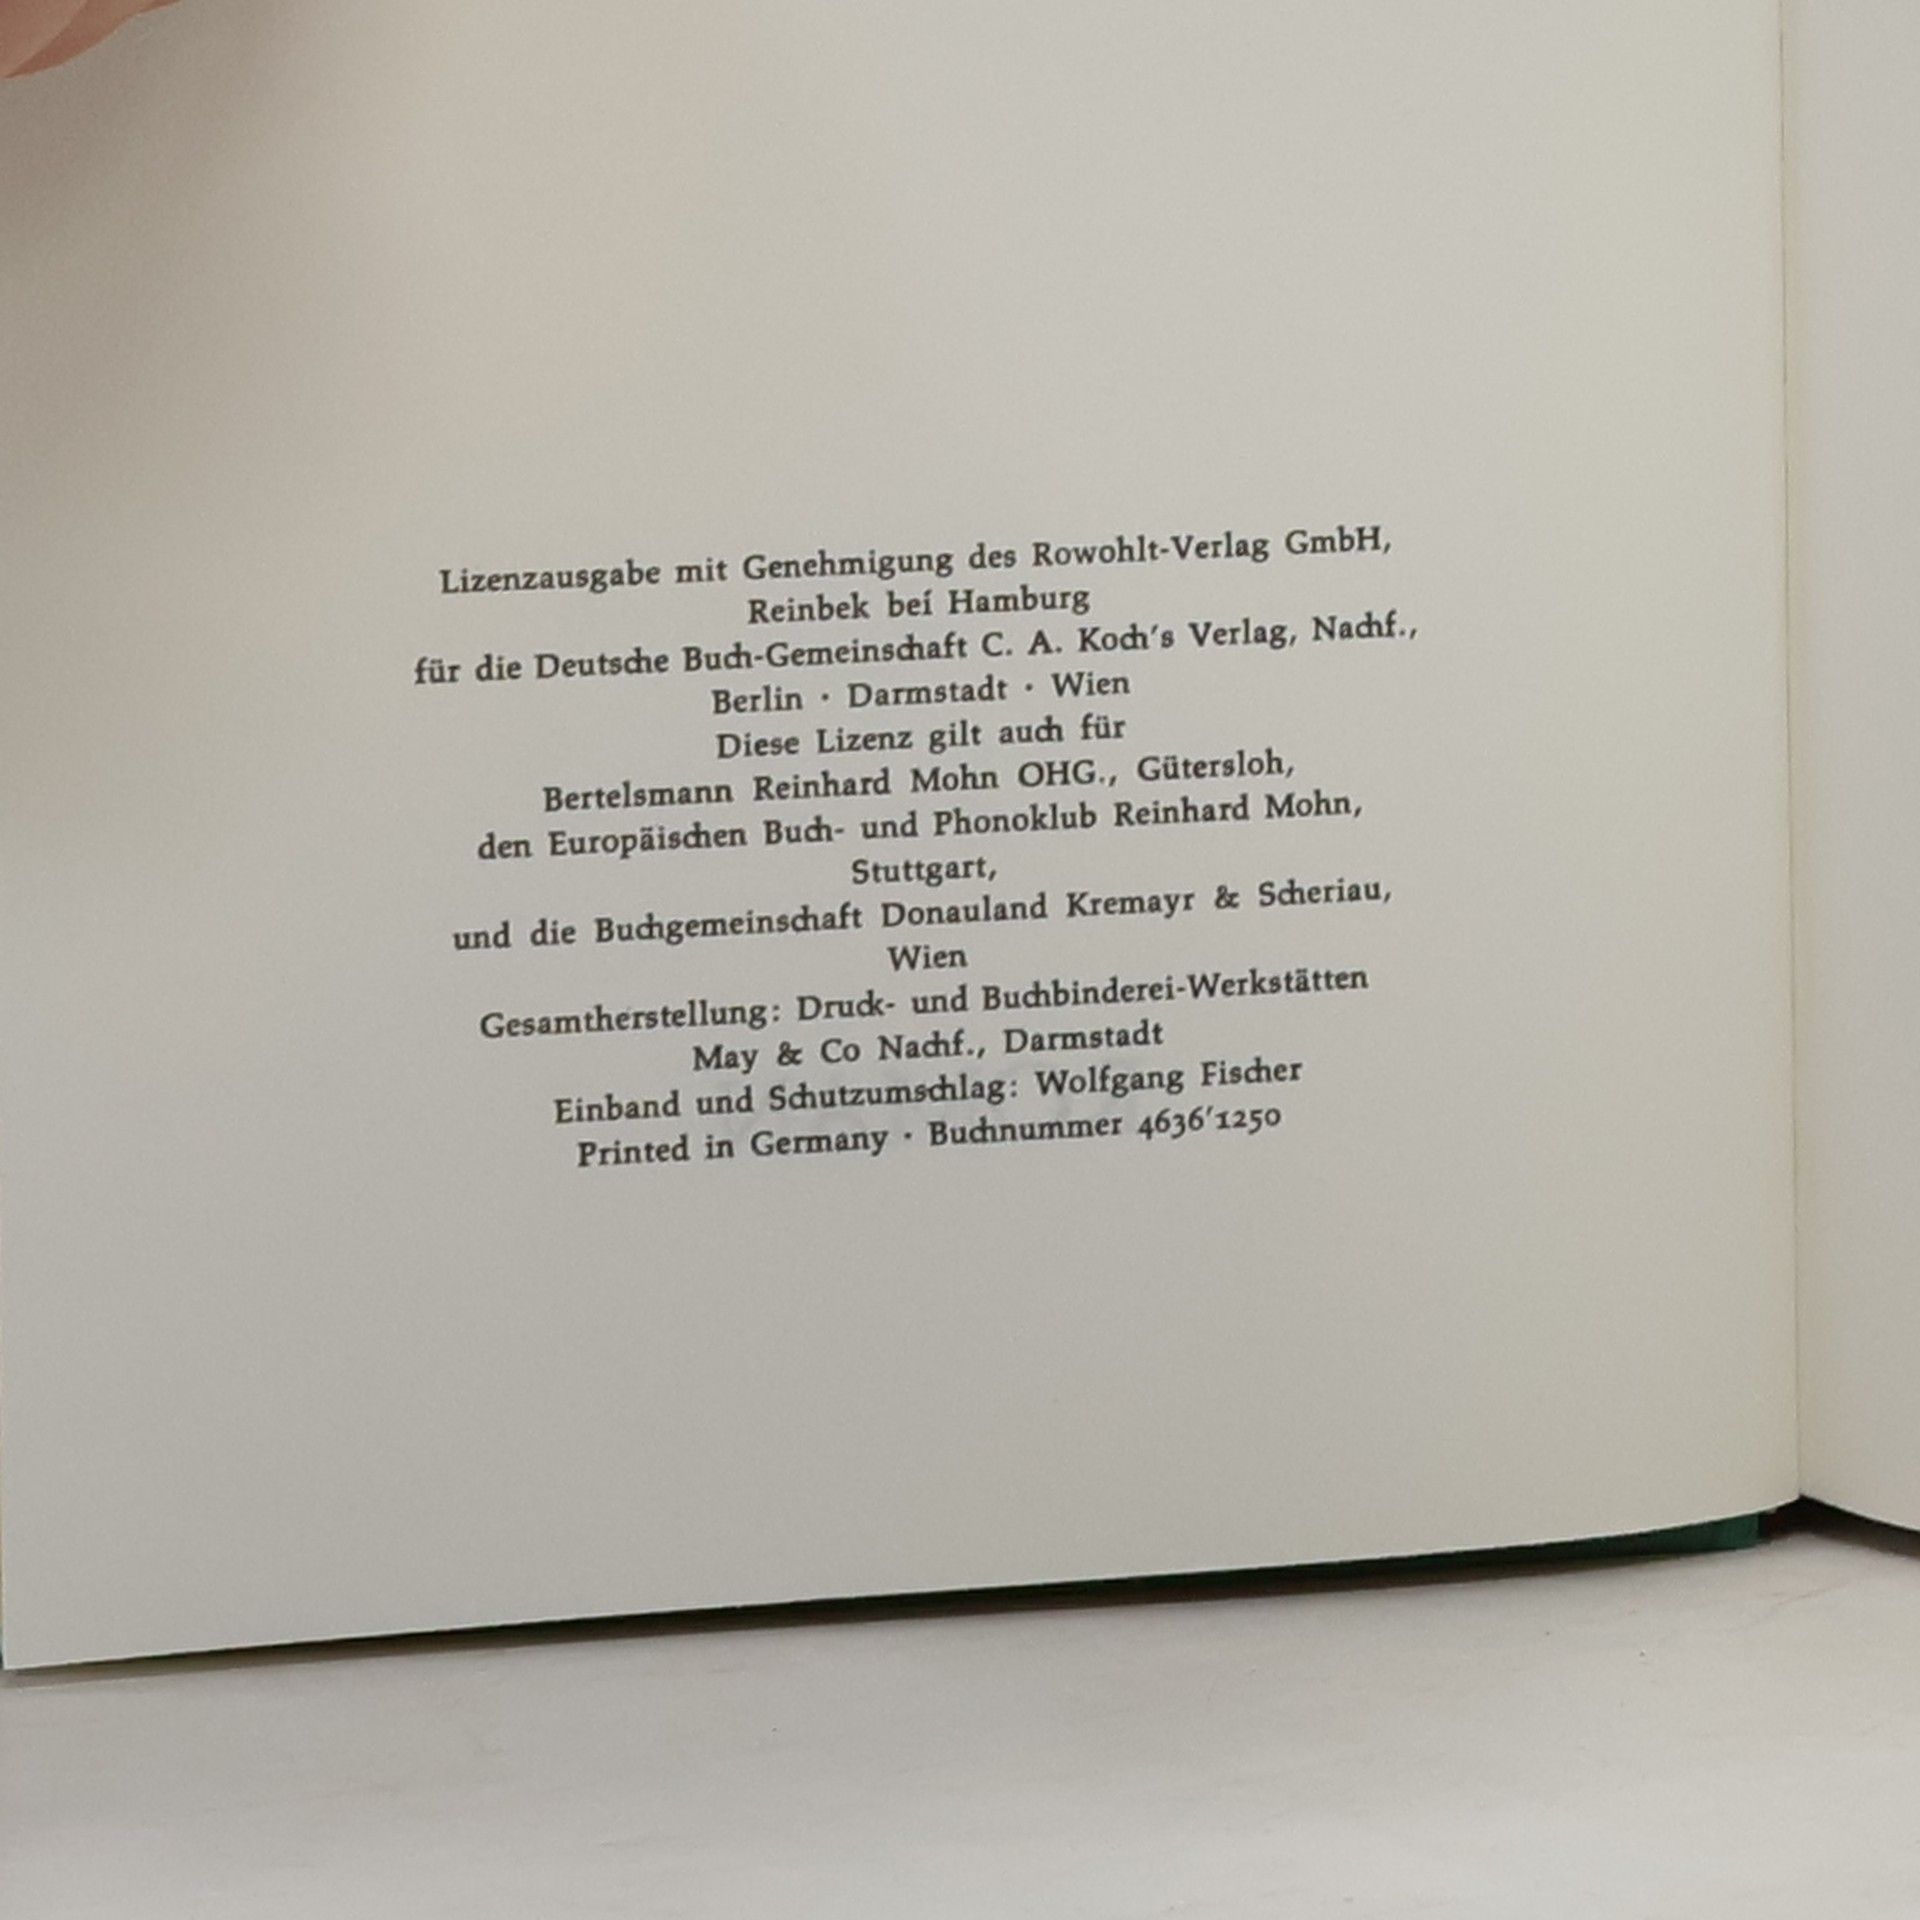 Lizenzausgabe mit Genehmigung des Rowohlt-Verlag GmbH,
Reinbek bei Hamburg
für die Deutsche Buch-Gemeinschaft C. A. Koch's Verlag, Nachf.,
Berlin · Darmstadt · Wien
Diese Lizenz gilt auch für
Bertelsmann Reinhard Mohn OHG., Gütersloh,
den Europäischen Buch- und Phonoklub Reinhard Mohn,
Stuttgart,
und die Buchgemeinschaft Donauland Kremayr & Scheriau,
Wien
Gesamtherstellung: Druck- und Buchbinderei-Werkstätten
May & Co Nachf., Darmstadt
Einband und Schutzumschlag: Wolfgang Fischer
Printed in Germany · Buchnummer 4636'1250